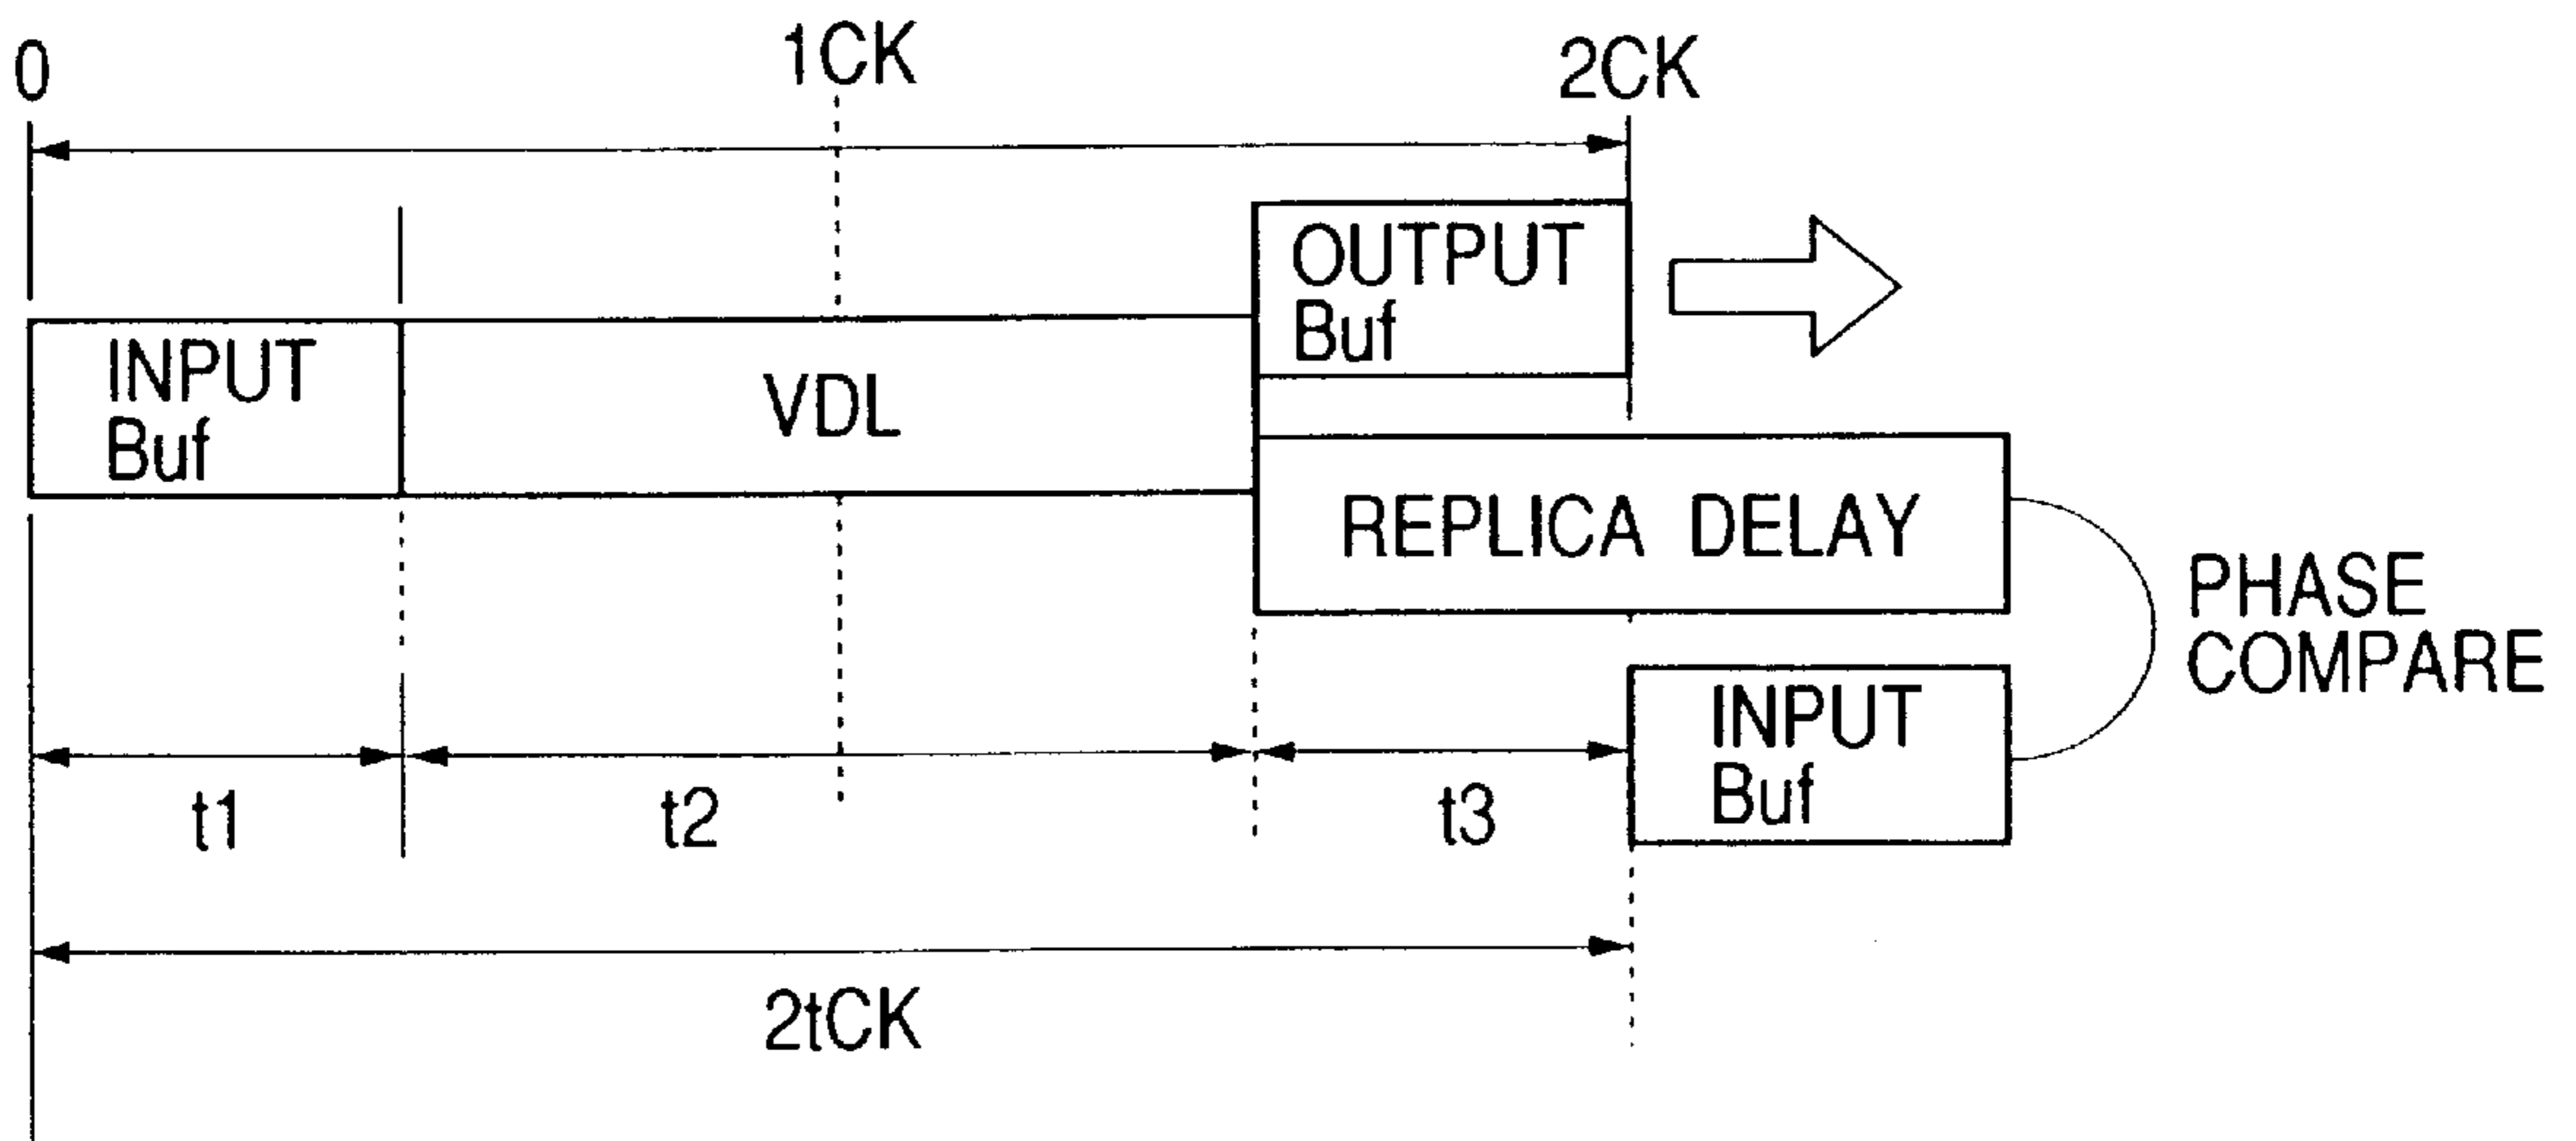 0
1CK
2CK
OUTPUT
Buf
INPUT
Buf
VDL
REPLICA DELAY
PHASE
COMPARE
INPUT
Buf
t1
t2
t3
2tCK